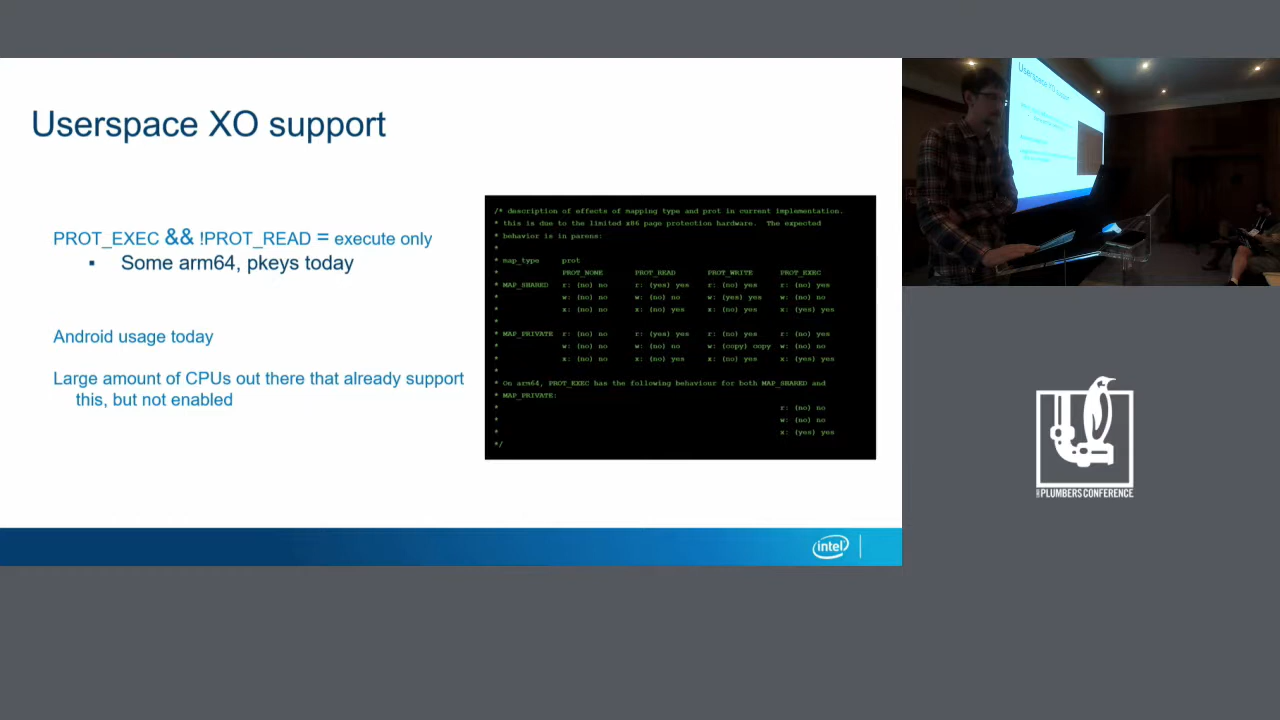 Userspace XO support
PROT_EXEC && !PROT_READ = execute only
▪ Some arm64, pkeys today
Android usage today
Large amount of CPUs out there that already support
this, but not enabled
/* description of effects of mapping type and prot in current implementation.
* this is due to the limited x86 page protection hardware.  The expected
* behavior is in parens:
*
* map_type prot
* PROT_NONE PROT_READ PROT_WRITE PROT_EXEC
* MAP_SHARED r: (no) no r: (yes) yes r: (no) yes r: (no) yes
* w: (no) no w: (no) no w: (yes) yes w: (no) no
* x: (no) no x: (no) yes x: (no) yes x: (yes) yes
*
* MAP_PRIVATE r: (no) no r: (yes) yes r: (no) yes r: (no) yes
* w: (no) no w: (no) no w: (copy) copy w: (no) no
* x: (no) no x: (no) yes x: (no) yes x: (yes) yes
*
* On arm64, PROT_EXEC has the following behaviour for both MAP_SHARED and
* MAP_PRIVATE:
* r: (no) no
* w: (no) no
* x: (yes) yes
*/
intel
Userspace XO support
PLUMBERS CONFERENCE